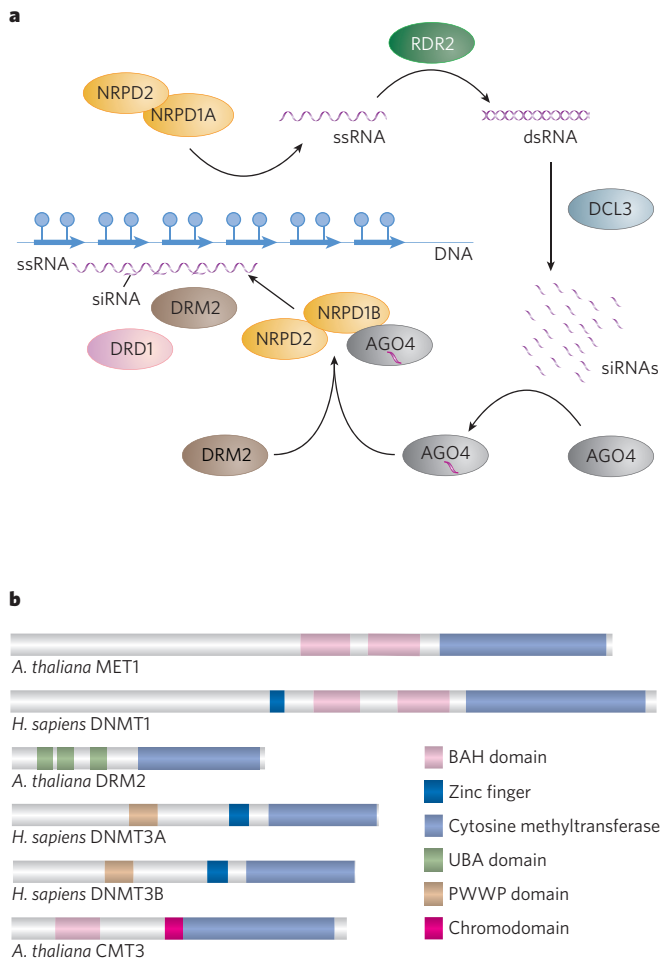 a
RDR2
NRPD2
NRPD1A
ssRNA
dsRNA
DCL3
DNA
ssRNA
siRNA
DRM2
NRPD1B
NRPD2
DRD1
AGO4
siRNAs
DRM2
AGO4
AGO4
b
A. thaliana MET1
H. sapiens DNMT1
A. thaliana DRM2
H. sapiens DNMT3A
H. sapiens DNMT3B
A. thaliana CMT3
BAH domain
Zinc finger
Cytosine methyltransferase
UBA domain
PWWP domain
Chromodomain